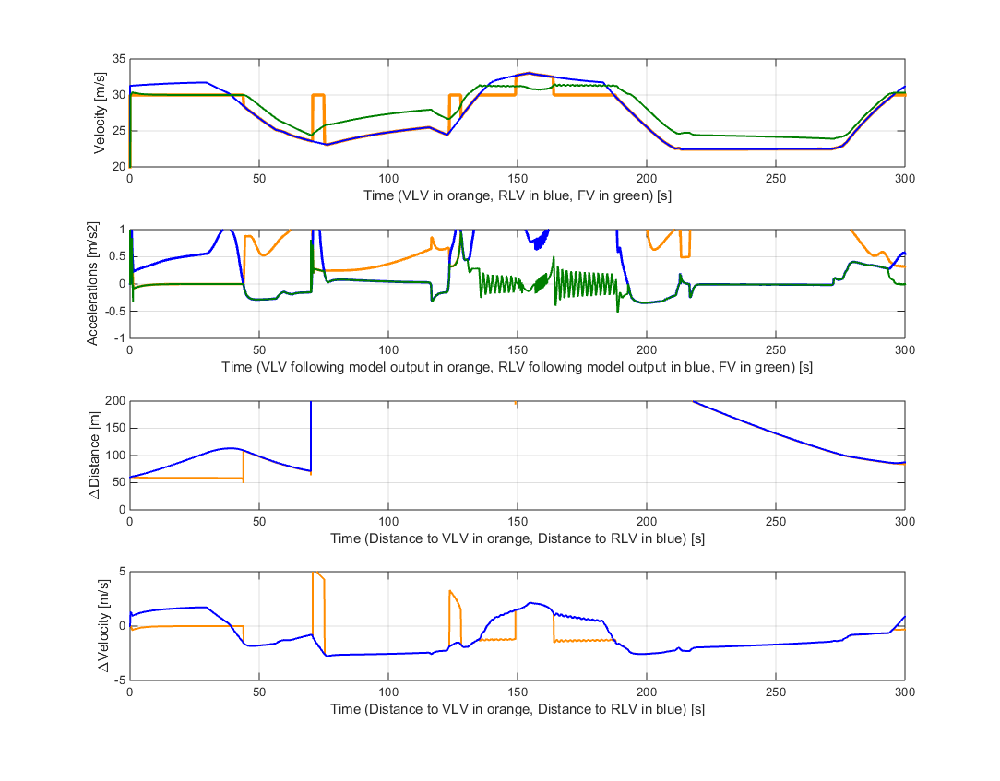 35
30
25
20
Velocity [m/s]
0 50 100 150 200 250 300
Time (VLV in orange, RLV in blue, FV in green) [s]
1
0.5
0
-0.5
-1
Accelerations [m/s2]
0 50 100 150 200 250 300
Time (VLV following model output in orange, RLV following model output in blue, FV in green) [s]
200
150
100
50
0
ΔDistance [m]
0 50 100 150 200 250 300
Time (Distance to VLV in orange, Distance to RLV in blue) [s]
5
0
-5
ΔVelocity [m/s]
0 50 100 150 200 250 300
Time (Distance to VLV in orange, Distance to RLV in blue) [s]